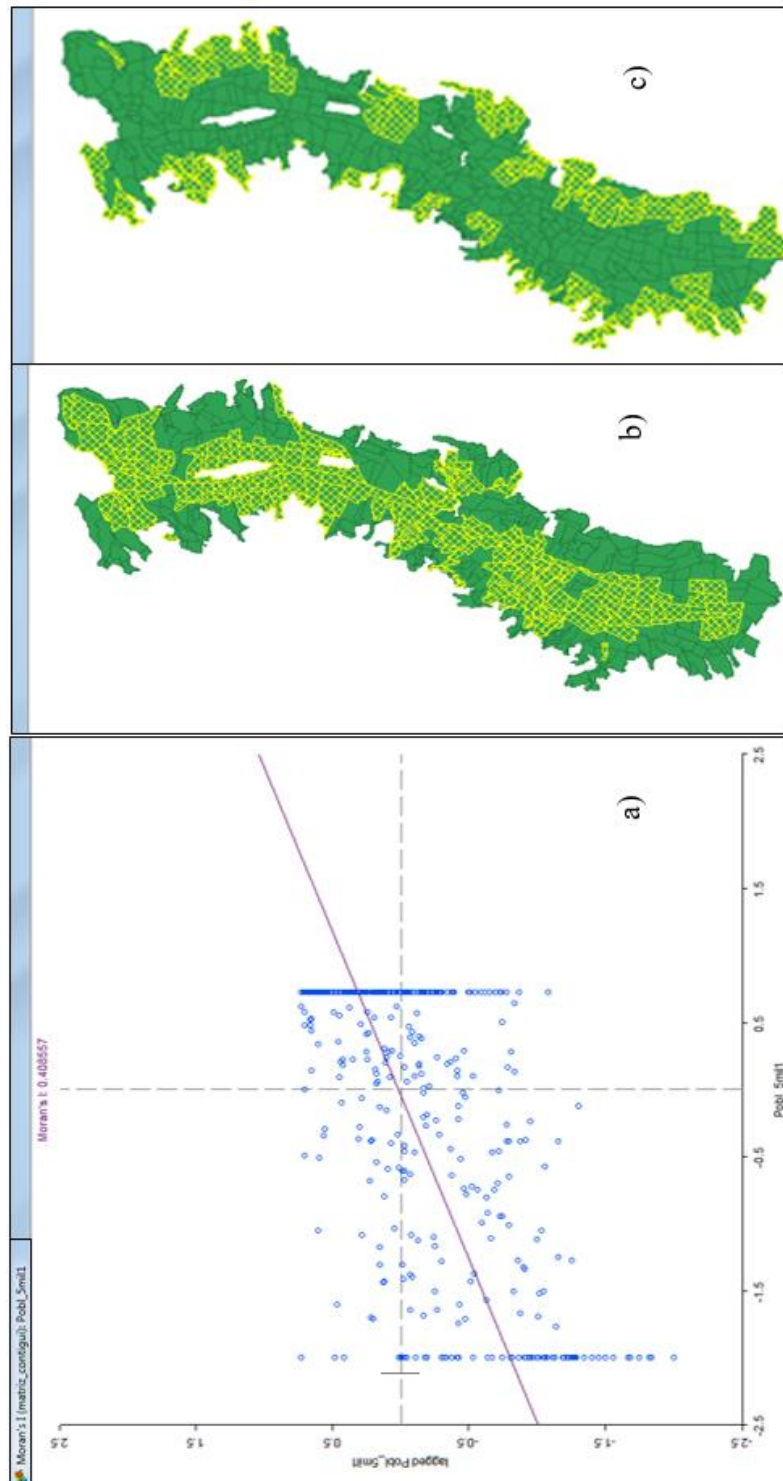 Moran's I (matriz_contigui): Pobl_5mil1
Moran's I: 0.408557
2.5
1.5
0.5
-0.5
-1.5
-2.5
lagged Pobl_5mil1
-2.5
-1.5
-0.5
0.5
1.5
2.5
Pobl_5mil1
a)
b)
c)